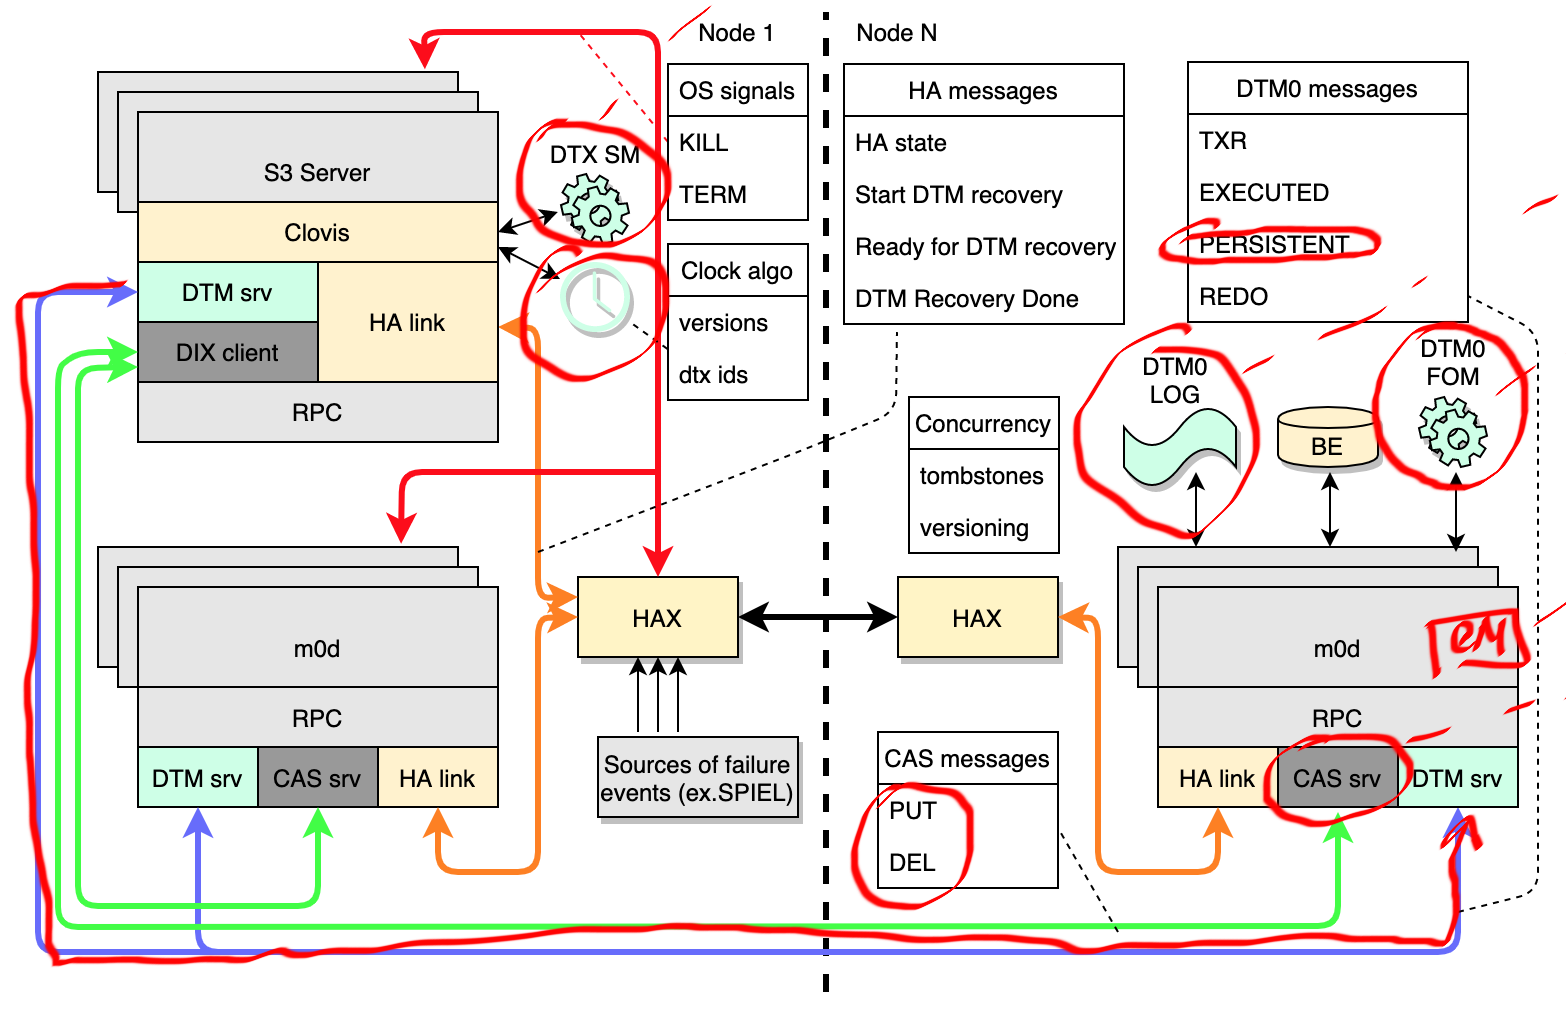 Node 1
Node N
OS signals
KILL
TERM
HA messages
HA state
Start DTM recovery
Ready for DTM recovery
DTM Recovery Done
DTM0 messages
TXR
EXECUTED
PERSISTENT
REDO
S3 Server
Clovis
DTM srv
HA link
DIX client
RPC
DTX SM
Clock algo
versions
dtx ids
Concurrency
tombstones
versioning
DTM0
LOG
BE
DTM0
FOM
m0d
RPC
DTM srv
CAS srv
HA link
HAX
HAX
Sources of failure
events (ex.SPIEL)
CAS messages
PUT
DEL
m0d
RPC
HA link
CAS srv
DTM srv